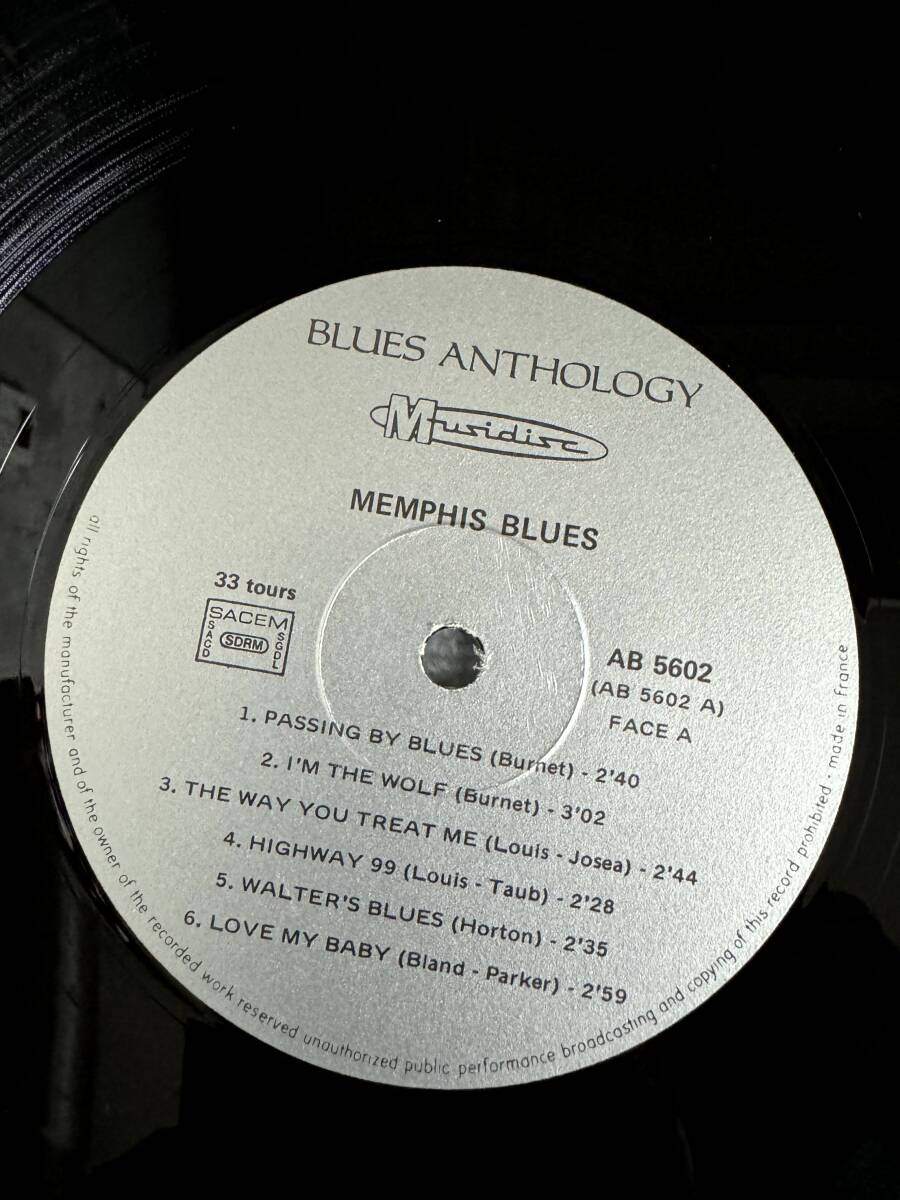 BLUES ANTHOLOGY
Musidisc
MEMPHIS BLUES
33 tours
SACEM
SACD
SDRM
SGDL
AB 5602
(AB 5602 A)
FACE A
1. PASSING BY BLUES (Burnet) - 2'40
2. I'M THE WOLF (Burnet) - 3'02
3. THE WAY YOU TREAT ME (Louis - Josea) - 2'44
4. HIGHWAY 99 (Louis - Taub) - 2'28
5. WALTER'S BLUES (Horton) - 2'35
6. LOVE MY BABY (Bland - Parker) - 2'59
all rights of the manufacturer and of the owner of the recorded work reserved unauthorized public performance broadcasting and copying of this record prohibited · made in france